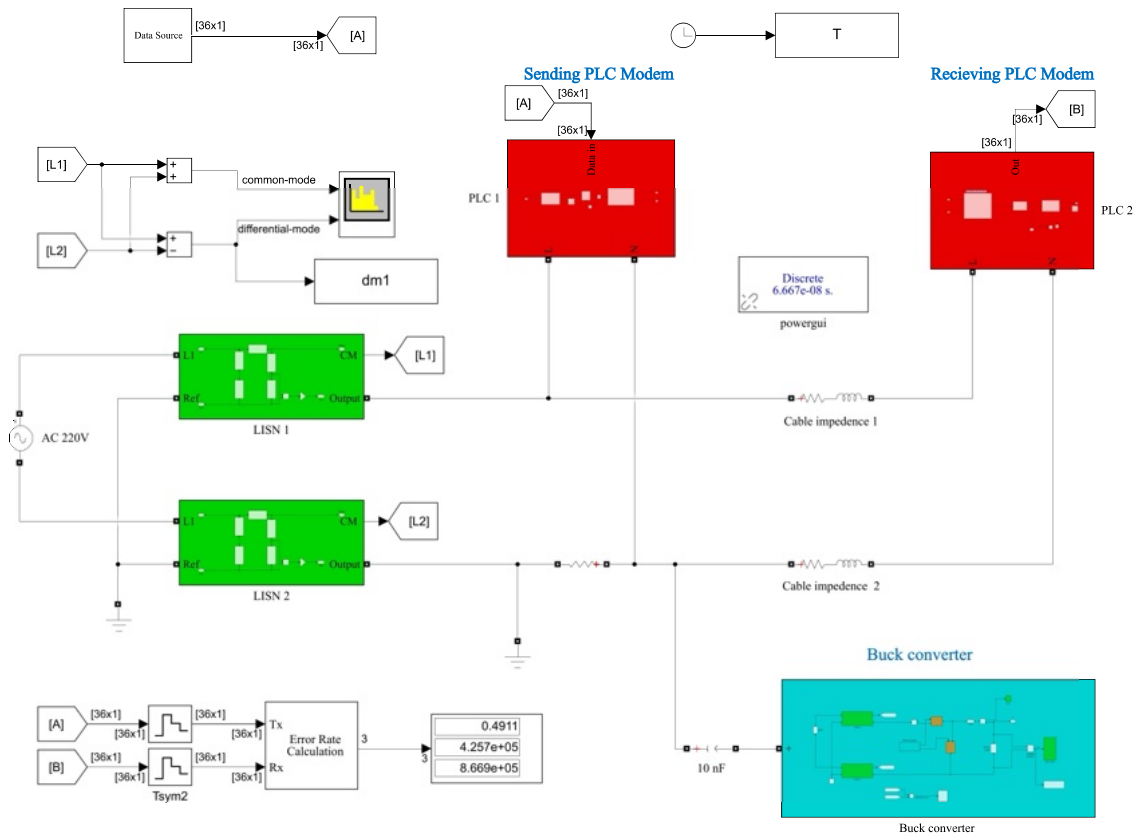 Data Source
[36x1]
[36x1]
[A]
T
Sending PLC Modem
Recieving PLC Modem
[A]
[36x1]
[36x1]
Data in
PLC 1
L
N
[B]
[36x1]
[36x1]
Out
PLC 2
L
N
[L1]
+
+
common-mode
[L2]
+
−
differential-mode
dm1
Discrete
6.667e-08 s.
powergui
L1
CM
[L1]
Ref
Output
LISN 1
AC 220V
Cable impedence 1
L1
CM
[L2]
Ref
Output
LISN 2
+
Cable impedence 2
Buck converter
[A]
[36x1]
[36x1]
[36x1]
[36x1]
Tx
[B]
[36x1]
[36x1]
[36x1]
[36x1]
Rx
Tsym2
Error Rate
Calculation
3
3
0.4911
4.257e+05
8.669e+05
+
10 nF
+
Buck converter